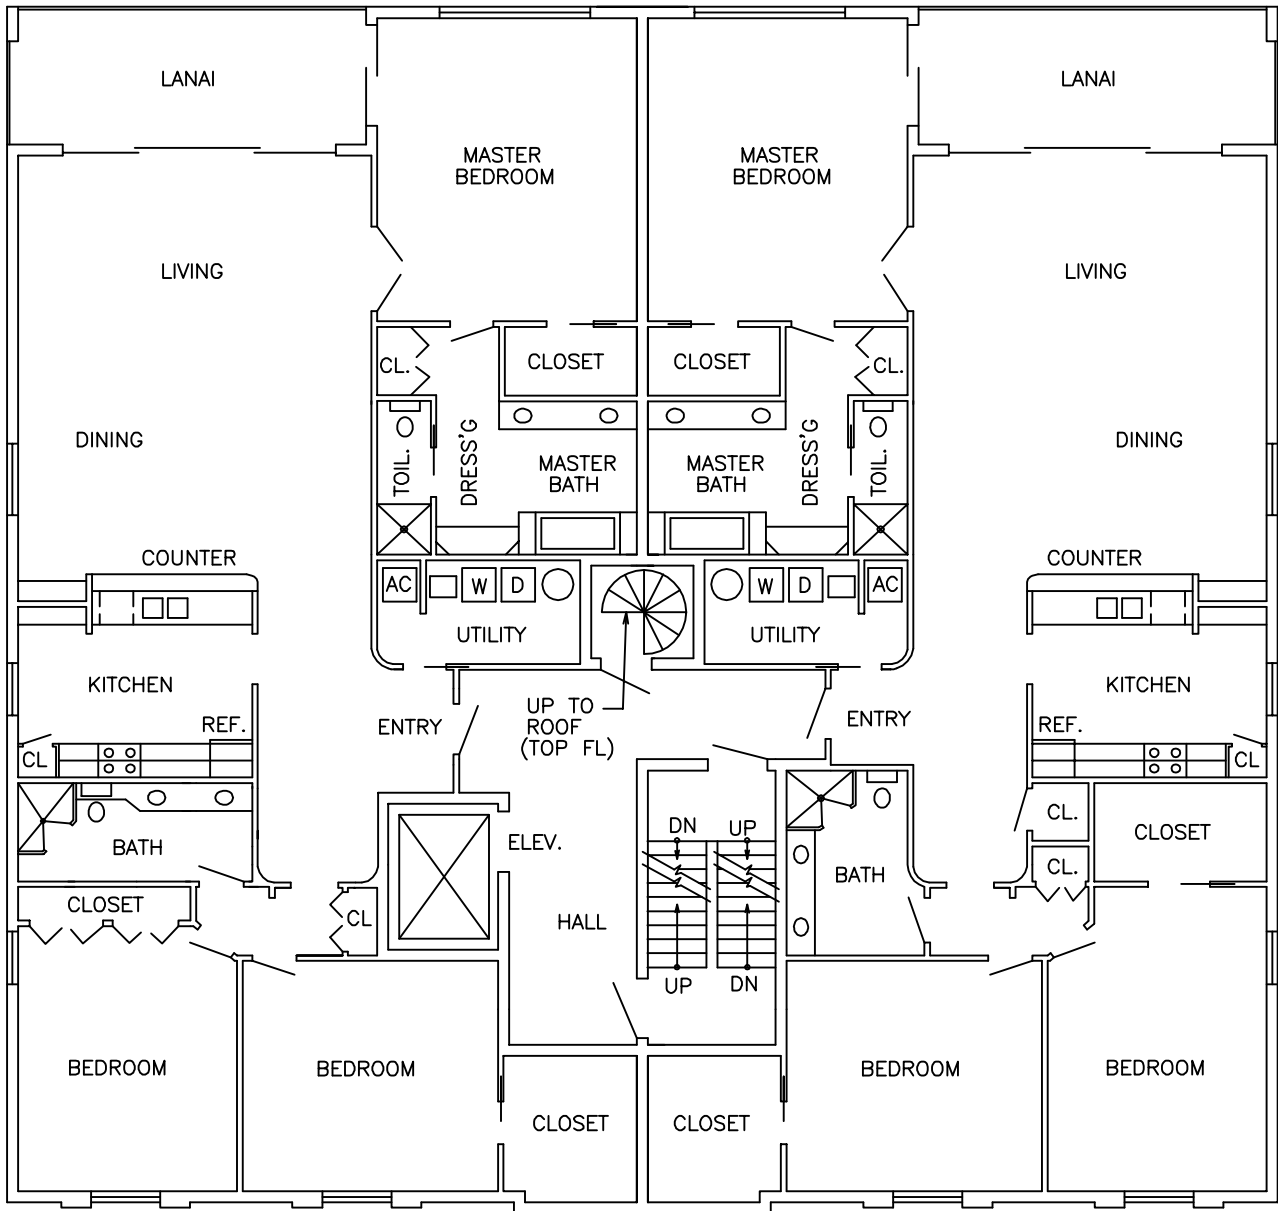 LANAI
LANAI
MASTER
BEDROOM
MASTER
BEDROOM
LIVING
LIVING
CL.
CLOSET
CLOSET
CL.
DINING
DINING
TOIL.
DRESS'G
MASTER
BATH
MASTER
BATH
DRESS'G
TOIL.
COUNTER
COUNTER
AC
W
D
W
D
AC
UTILITY
UTILITY
KITCHEN
KITCHEN
UP TO
ROOF
(TOP FL)
REF.
ENTRY
ENTRY
REF.
CL
CL
CL.
CLOSET
DN
UP
ELEV.
BATH
BATH
CL.
CLOSET
CL
HALL
UP
DN
BEDROOM
BEDROOM
BEDROOM
BEDROOM
CLOSET
CLOSET